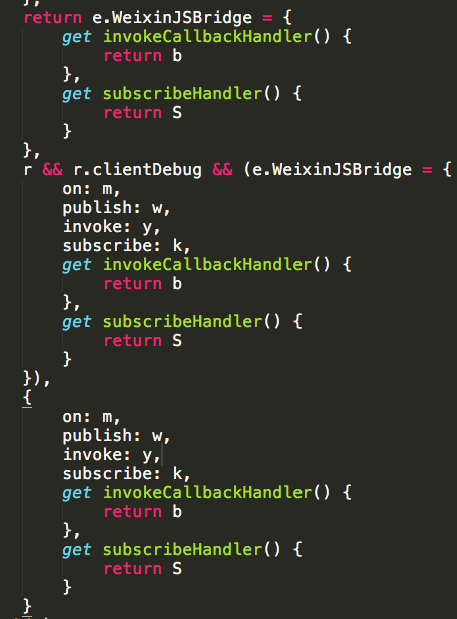 },
return e.WeixinJSBridge = {
get invokeCallbackHandler() {
return b
},
get subscribeHandler() {
return S
}
},
r && r.clientDebug && (e.WeixinJSBridge = {
on: m,
publish: w,
invoke: y,
subscribe: k,
get invokeCallbackHandler() {
return b
},
get subscribeHandler() {
return S
}
}),
{
on: m,
publish: w,
invoke: y,
subscribe: k,
get invokeCallbackHandler() {
return b
},
get subscribeHandler() {
return S
}
}